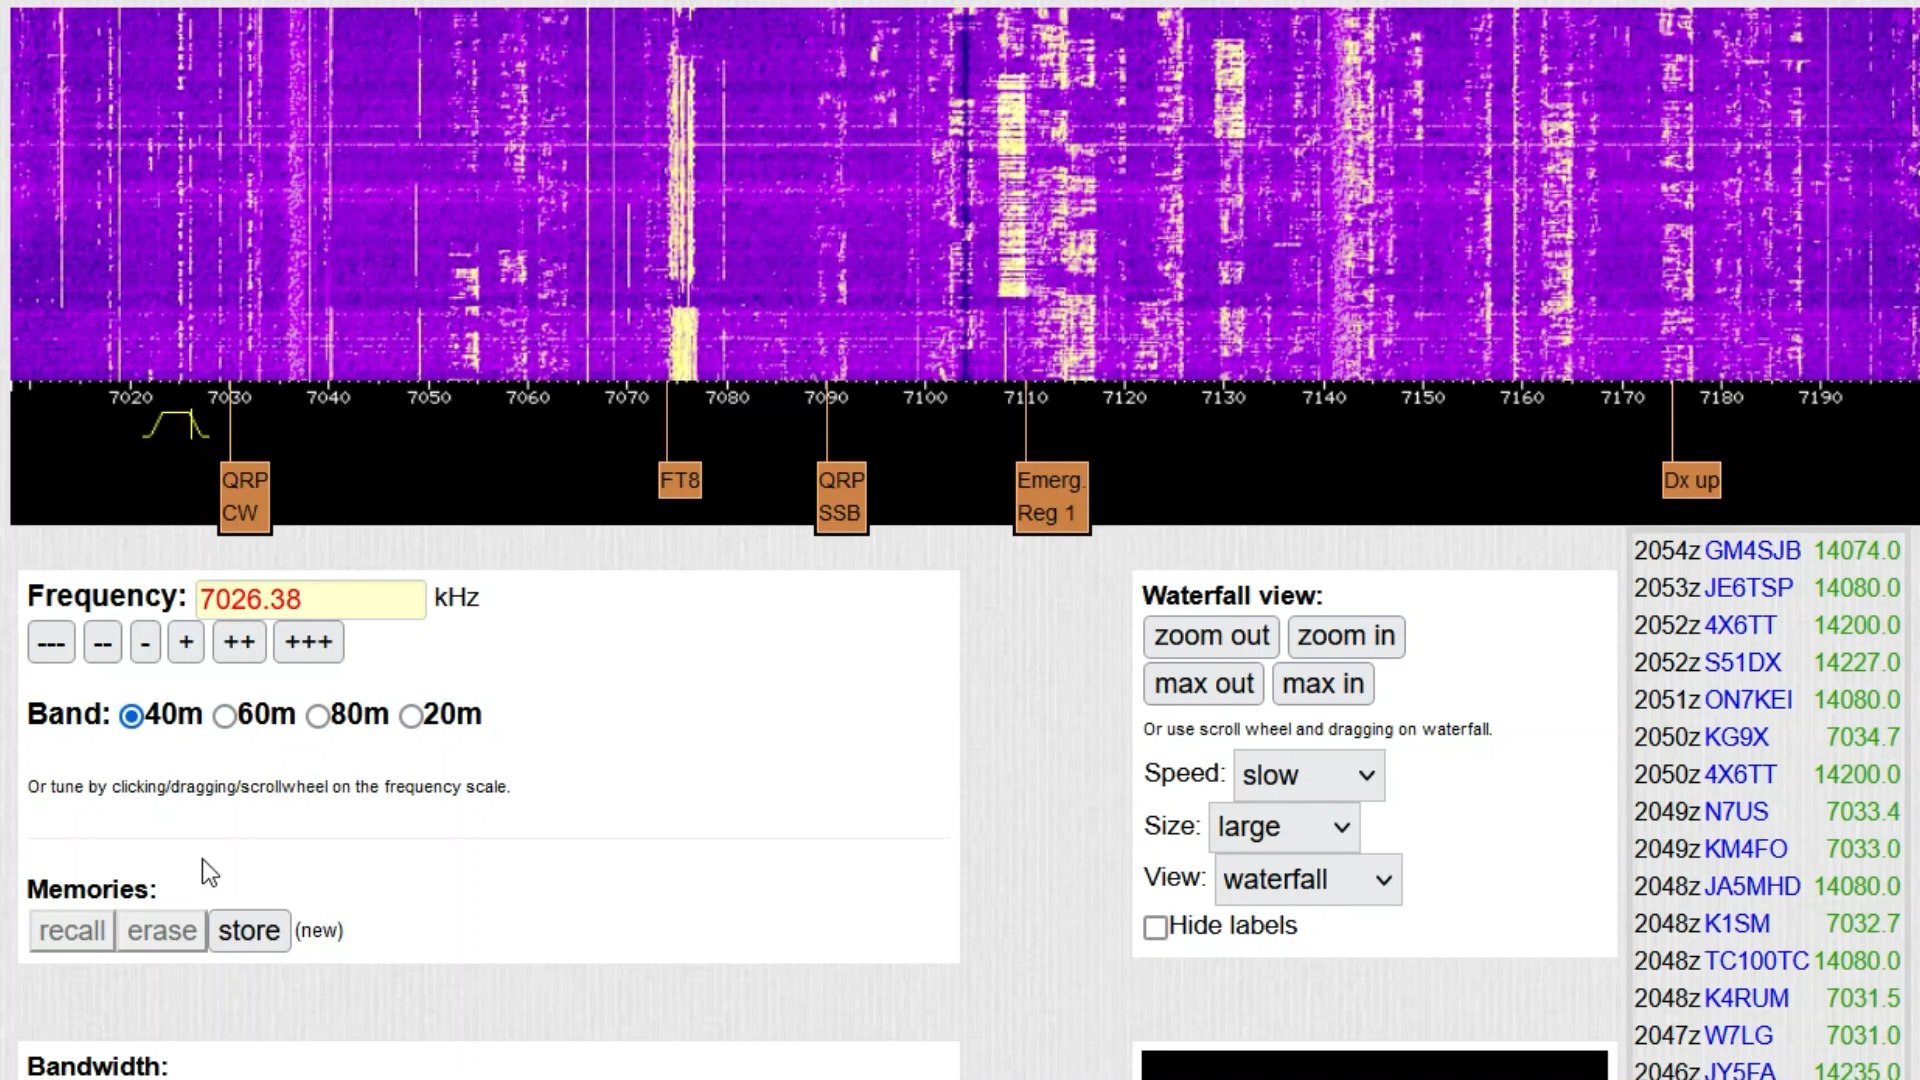 7020 7030 7040 7050 7060 7070 7080 7090 7100 7110 7120 7130 7140 7150 7160 7170 7180 7190
QRP
CW
FT8
QRP
SSB
Emerg.
Reg 1
Dx up
Frequency: 7026.38 kHz
--- -- - + ++ +++
Band: 40m 60m 80m 20m
Or tune by clicking/dragging/scrollwheel on the frequency scale.
Memories:
recall erase store (new)
Bandwidth:
Waterfall view:
zoom out zoom in
max out max in
Or use scroll wheel and dragging on waterfall.
Speed: slow
Size: large
View: waterfall
Hide labels
2054z GM4SJB 14074.0
2053z JE6TSP 14080.0
2052z 4X6TT 14200.0
2052z S51DX 14227.0
2051z ON7KEI 14080.0
2050z KG9X 7034.7
2050z 4X6TT 14200.0
2049z N7US 7033.4
2049z KM4FO 7033.0
2048z JA5MHD 14080.0
2048z K1SM 7032.7
2048z TC100TC 14080.0
2048z K4RUM 7031.5
2047z W7LG 7031.0
2046z JY5FA 14235.0